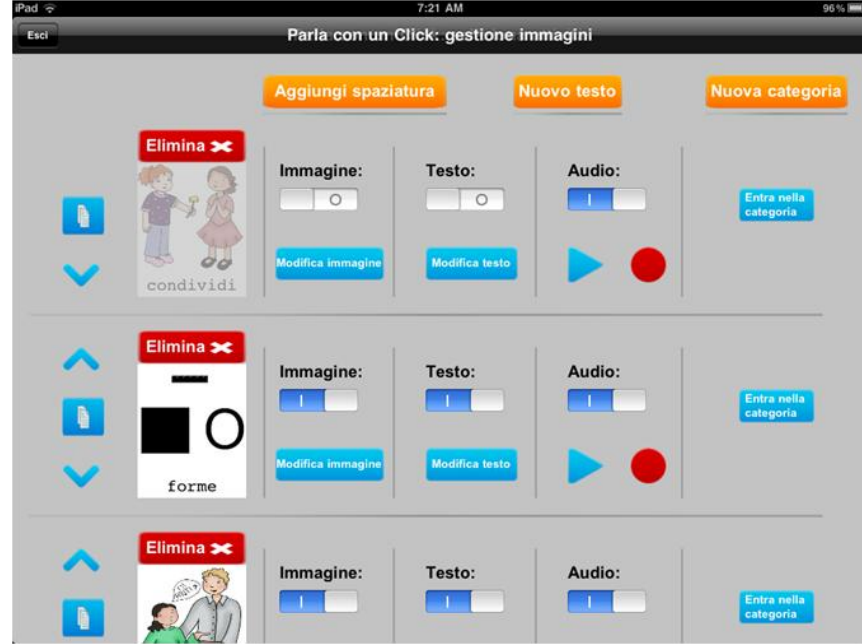 iPad 7:21 AM 96%
Esci Parla con un Click: gestione immagini
Aggiungi spaziatura Nuovo testo Nuova categoria
Elimina
condividi
Immagine: Testo: Audio:
Modifica immagine Modifica testo
Entra nella
categoria
Elimina
forme
Immagine: Testo: Audio:
Modifica immagine Modifica testo
Entra nella
categoria
Elimina
Immagine: Testo: Audio:
Entra nella
categoria